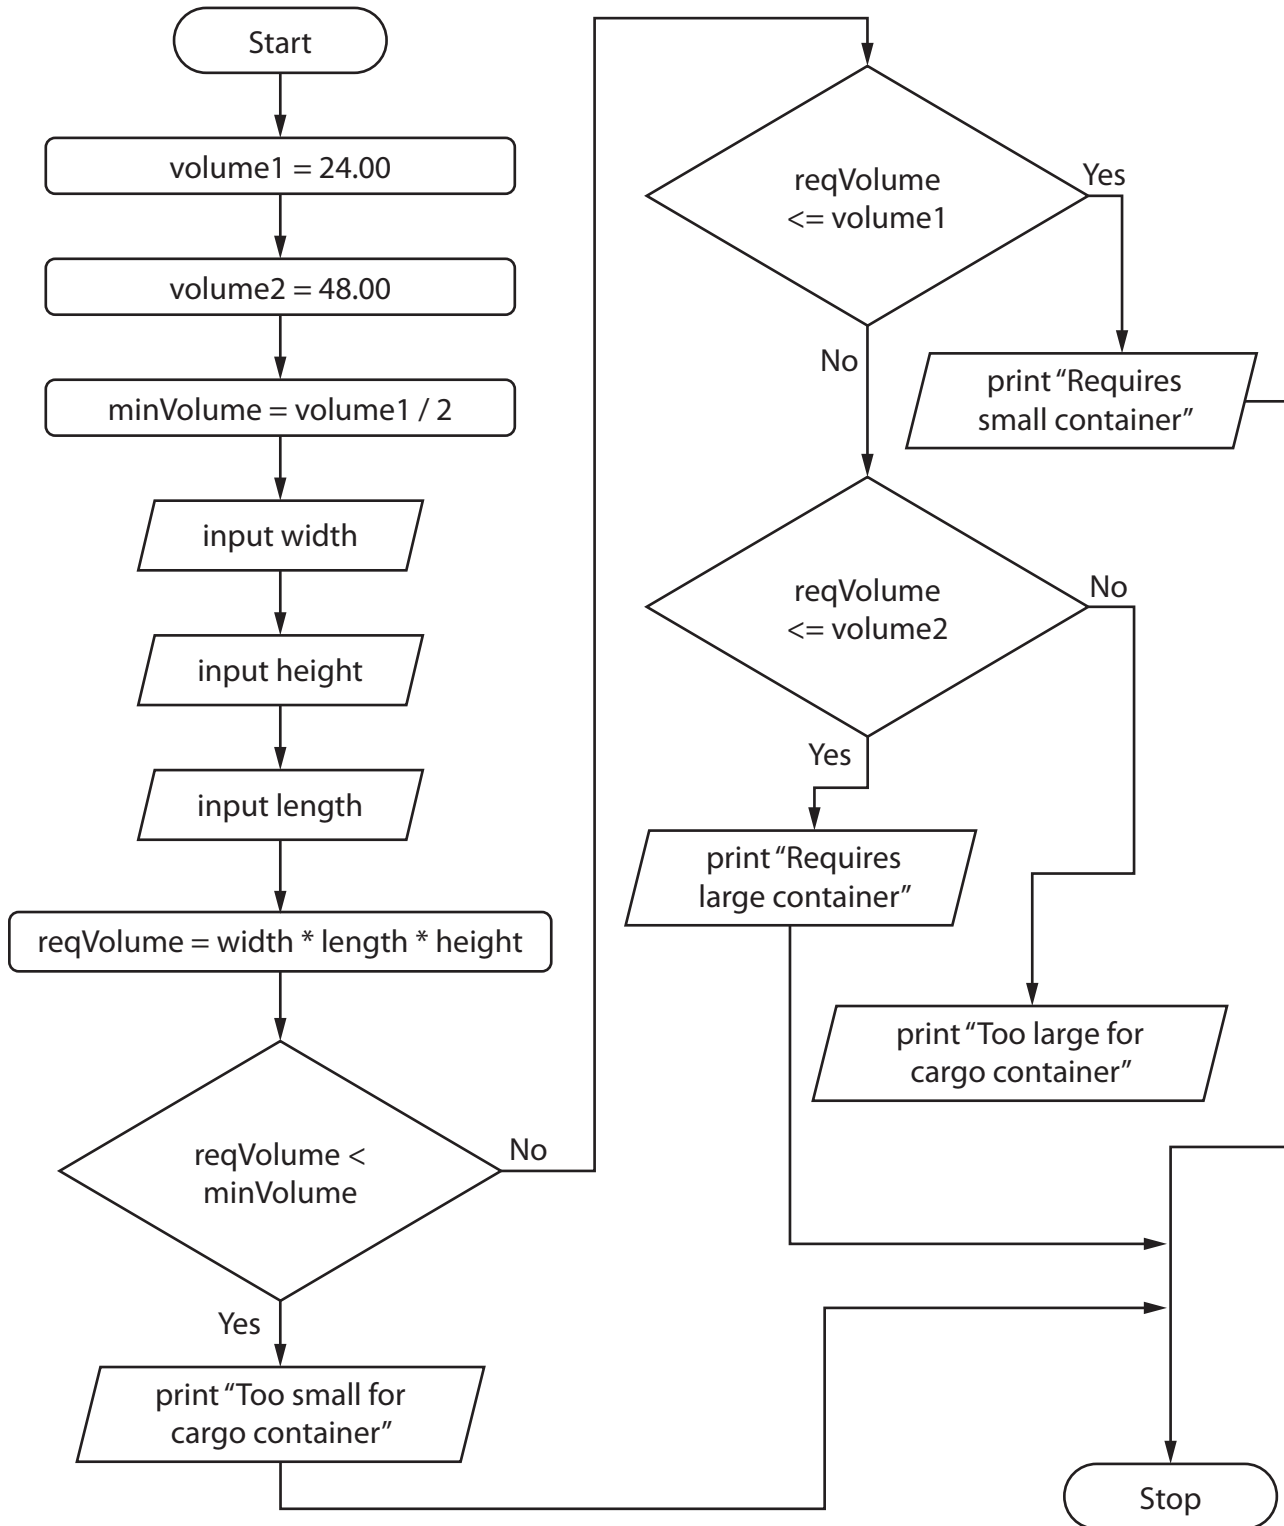 Start
volume1 = 24.00
volume2 = 48.00
minVolume = volume1 / 2
input width
input height
input length
reqVolume = width * length * height
reqVolume <
minVolume
No
Yes
print “Too small for
cargo container”
reqVolume
<= volume1
Yes
No
print “Requires
small container”
reqVolume
<= volume2
No
Yes
print “Requires
large container”
print “Too large for
cargo container”
Stop